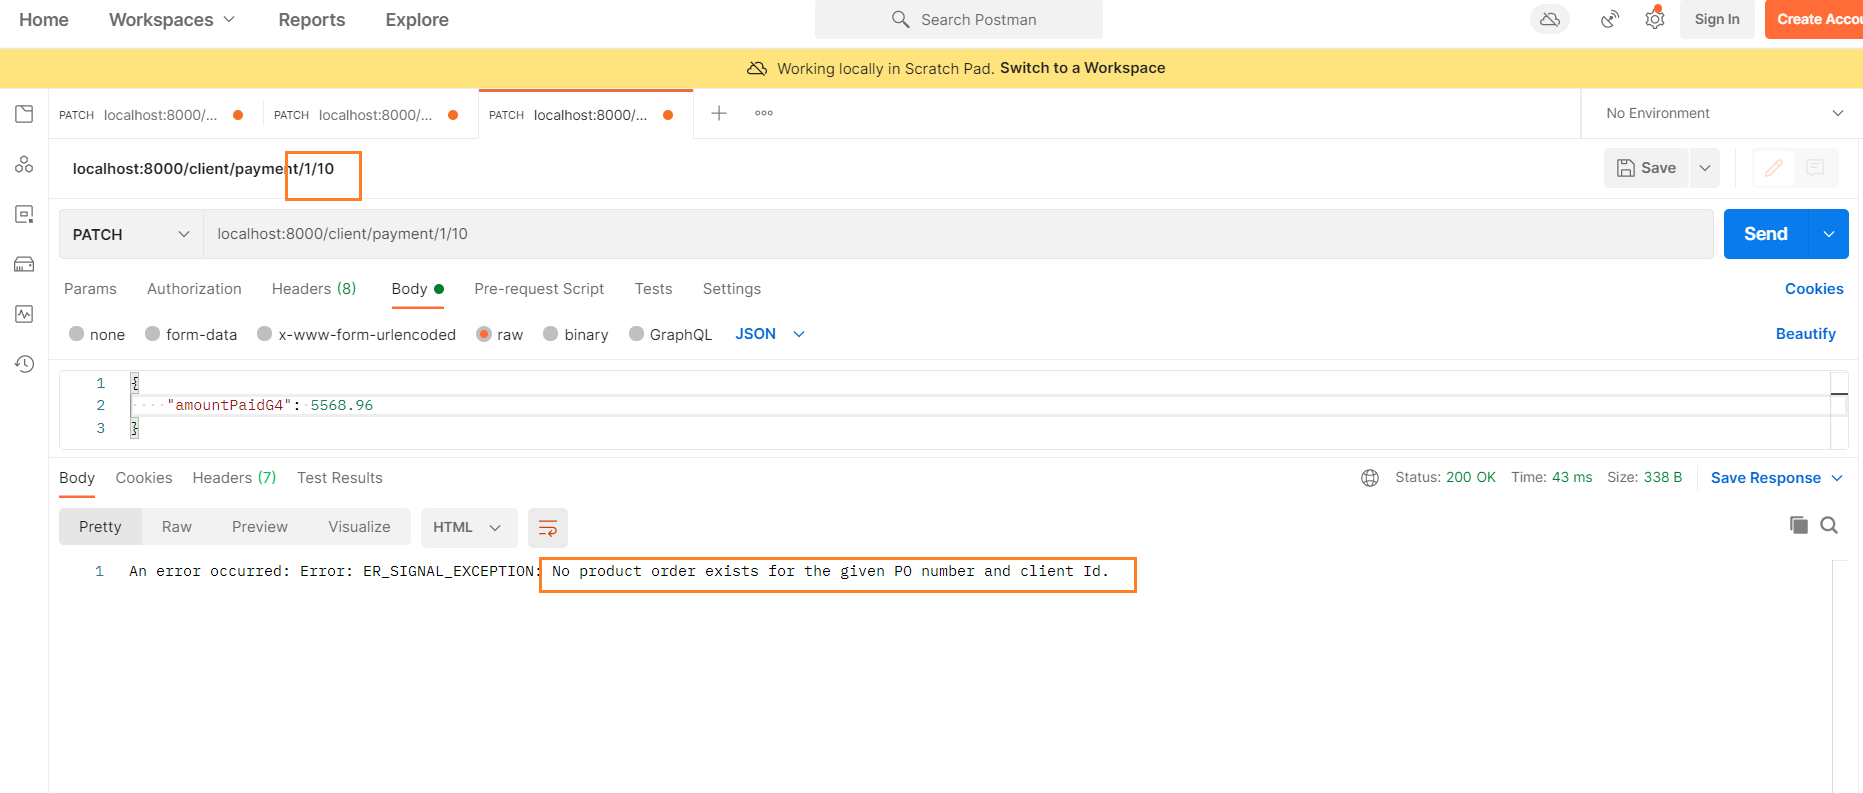 Home Workspaces Reports Explore Search Postman Sign In Create Accou
Working locally in Scratch Pad. Switch to a Workspace
PATCH localhost:8000/... PATCH localhost:8000/... PATCH localhost:8000/... No Environment
localhost:8000/client/payment/1/10 Save
PATCH localhost:8000/client/payment/1/10 Send
Params Authorization Headers (8) Body Pre-request Script Tests Settings Cookies
none form-data x-www-form-urlencoded raw binary GraphQL JSON Beautify
1 {
2 "amountPaidG4": 5568.96
3 }
Body Cookies Headers (7) Test Results Status: 200 OK Time: 43 ms Size: 338 B Save Response
Pretty Raw Preview Visualize HTML
1 An error occurred: Error: ER_SIGNAL_EXCEPTION: No product order exists for the given PO number and client Id.